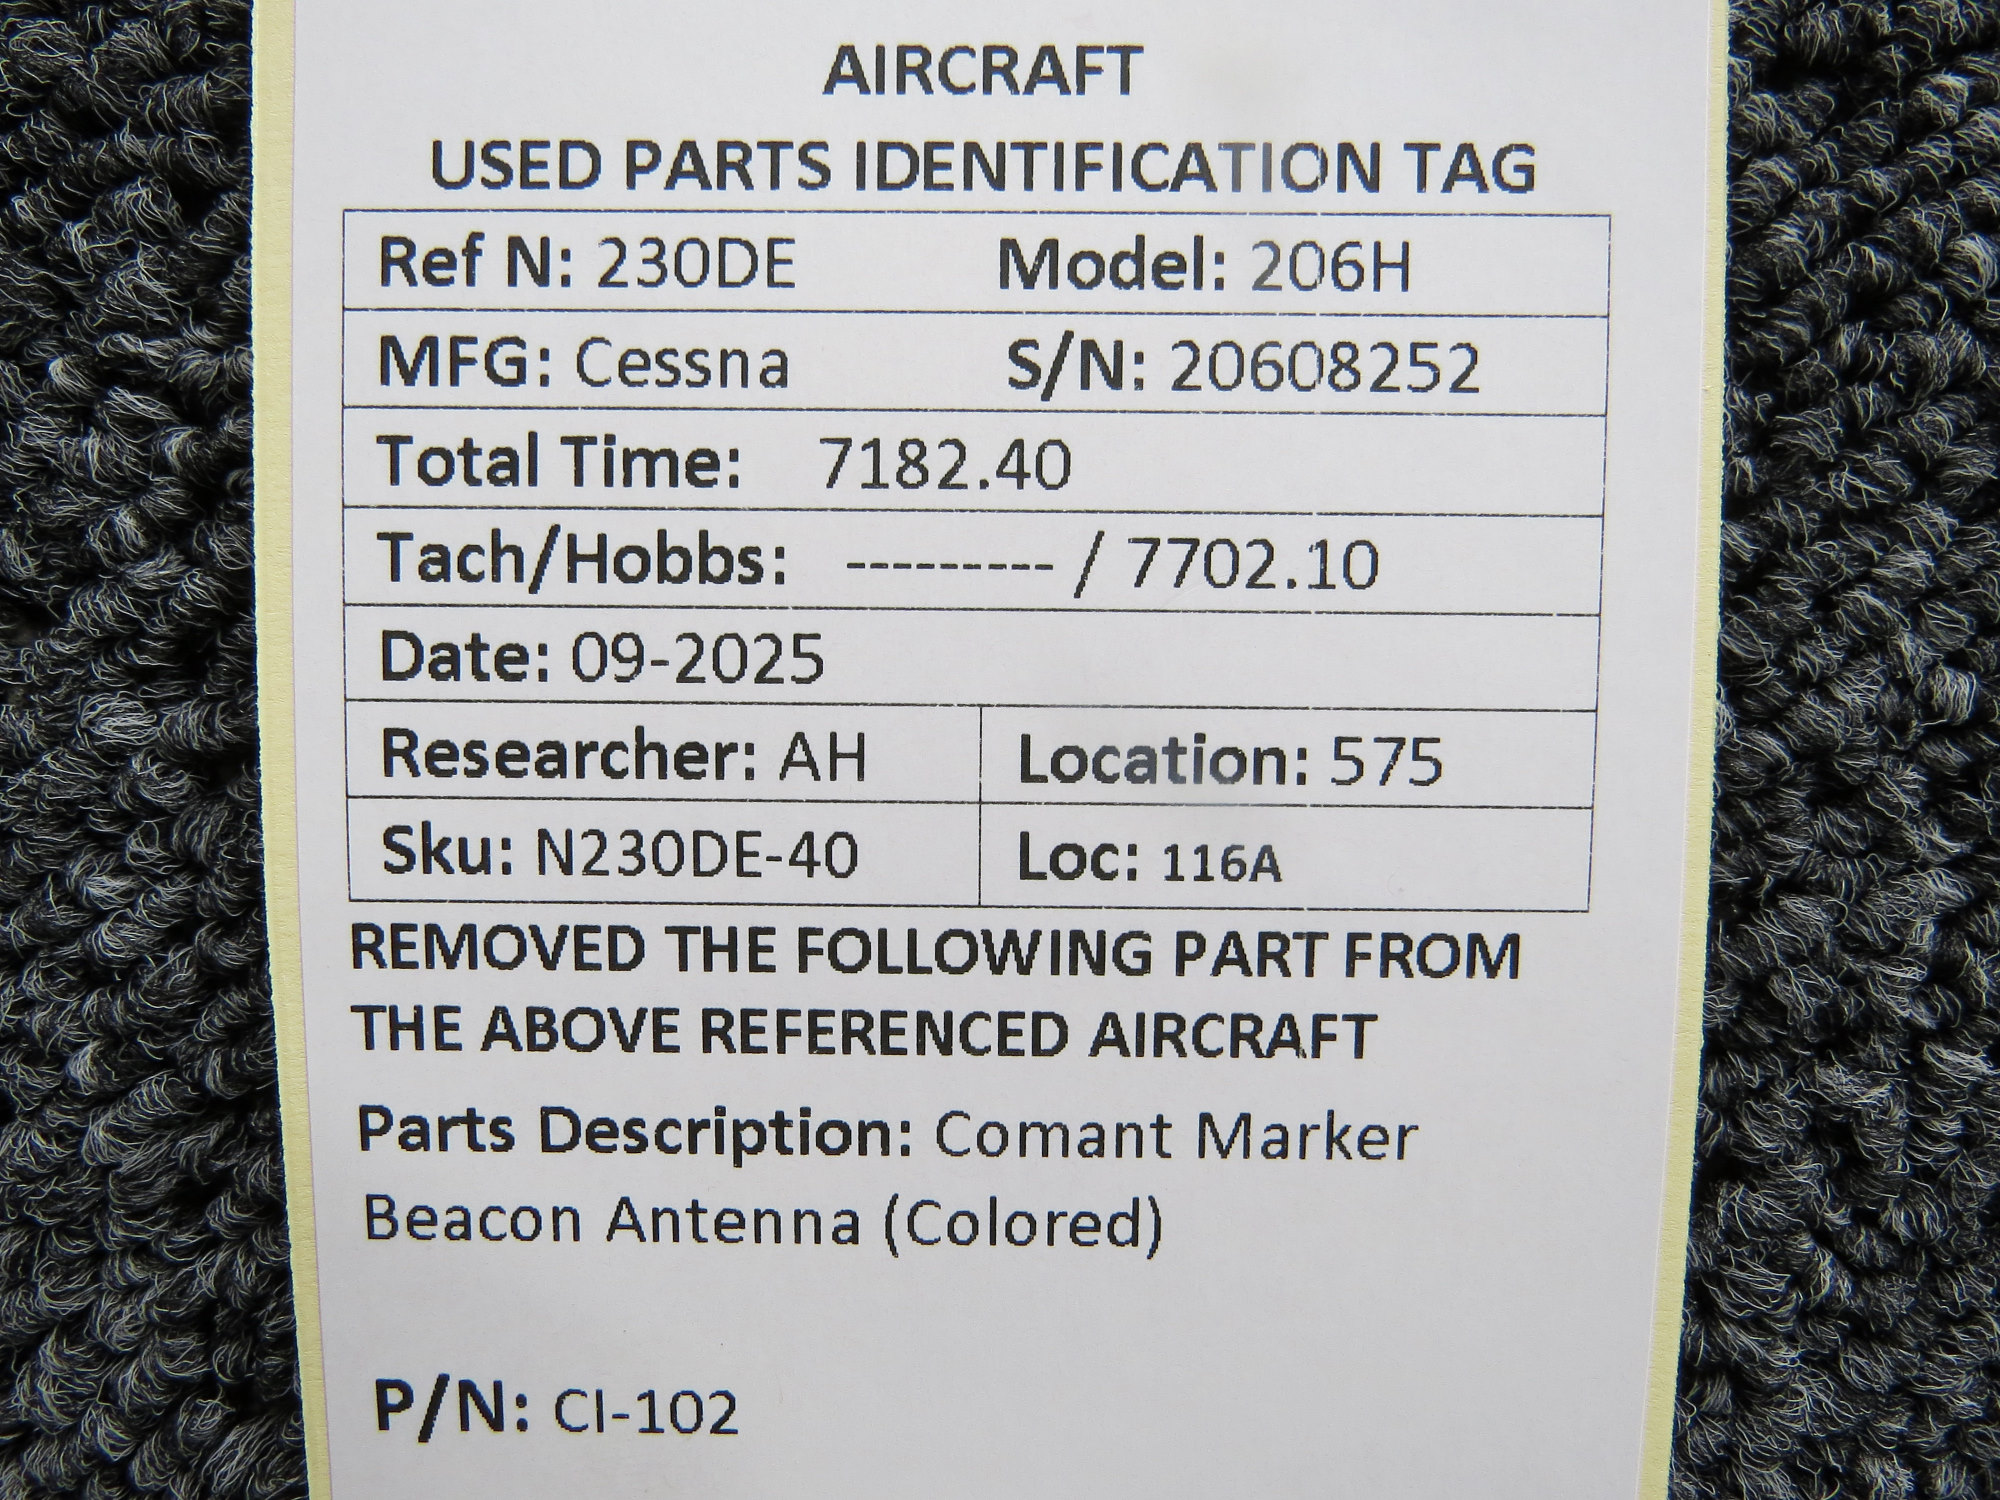 AIRCRAFT
USED PARTS IDENTIFICATION TAG
Ref N: 230DE Model: 206H
MFG: Cessna S/N: 20608252
Total Time: 7182.40
Tach/Hobbs: --------- / 7702.10
Date: 09-2025
Researcher: AH Location: 575
Sku: N230DE-40 Loc: 116A
REMOVED THE FOLLOWING PART FROM
THE ABOVE REFERENCED AIRCRAFT
Parts Description: Comant Marker
Beacon Antenna (Colored)
P/N: CI-102